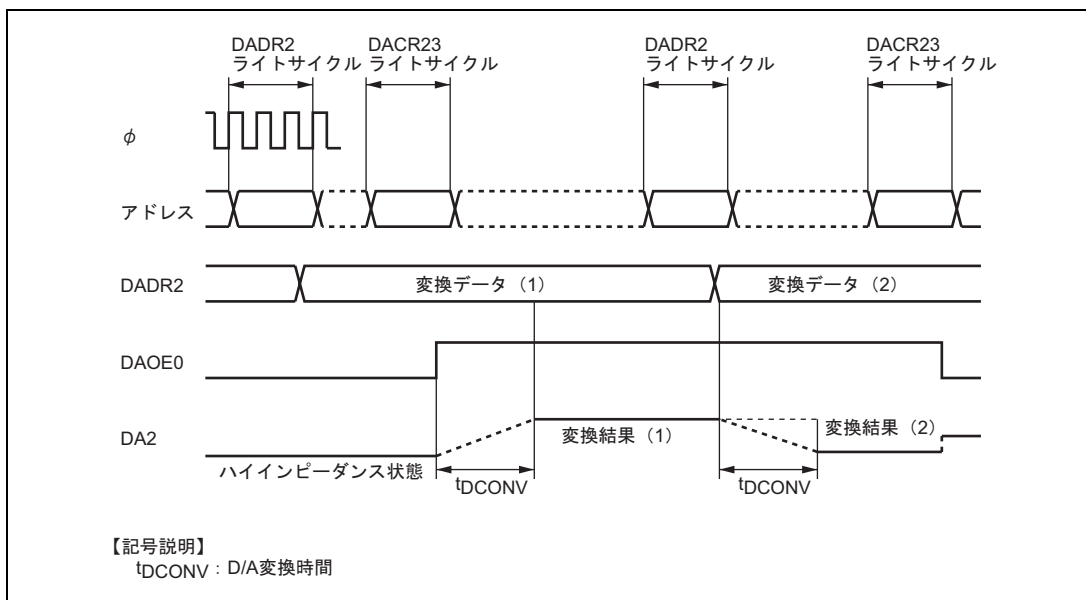 DADR2 DACR23 DADR2 DACR23
ライトサイクル ライトサイクル ライトサイクル ライトサイクル
φ
アドレス
DADR2 変換データ（1） 変換データ（2）
DAOE0
DA2 変換結果（1） 変換結果（2）
ハイインピーダンス状態
tDCONV tDCONV
【記号説明】
tDCONV：D/A変換時間